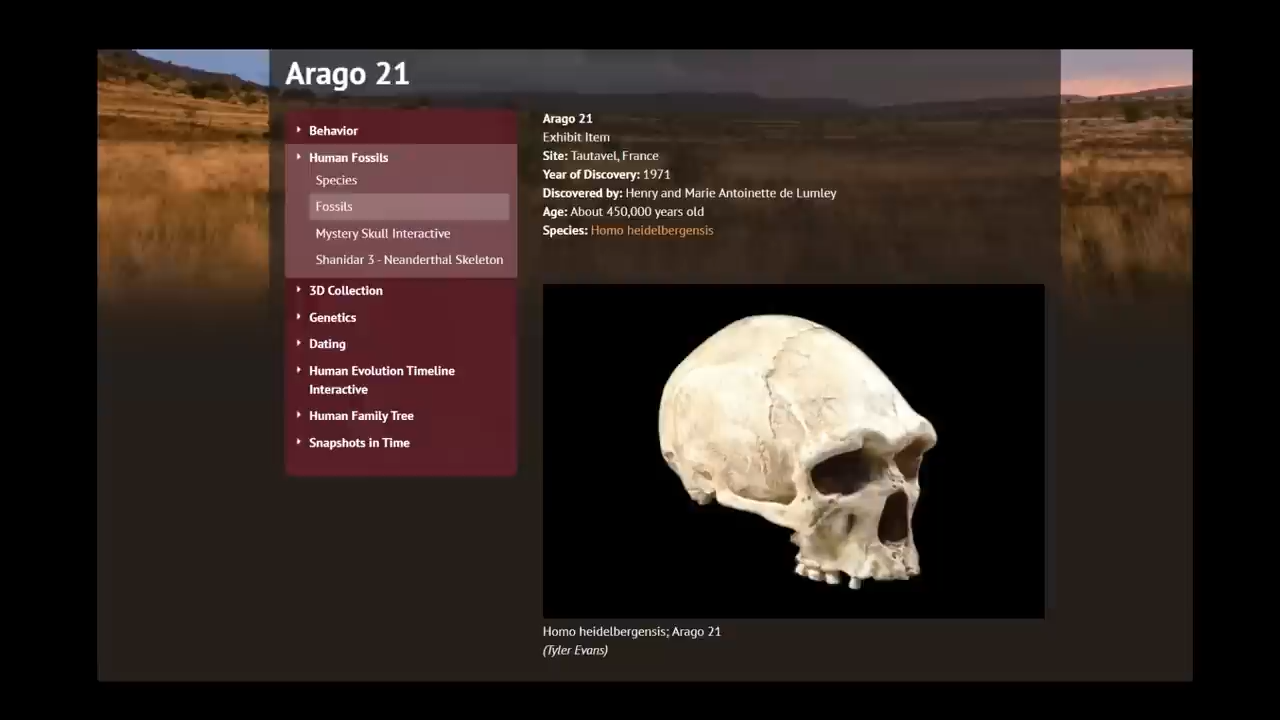 Arago 21
Behavior
Human Fossils
Species
Fossils
Mystery Skull Interactive
Shanidar 3 - Neanderthal Skeleton
3D Collection
Genetics
Dating
Human Evolution Timeline
Interactive
Human Family Tree
Snapshots in Time
Arago 21
Exhibit Item
Site: Tautavel, France
Year of Discovery: 1971
Discovered by: Henry and Marie Antoinette de Lumley
Age: About 450,000 years old
Species: Homo heidelbergensis
Homo heidelbergensis; Arago 21
(Tyler Evans)